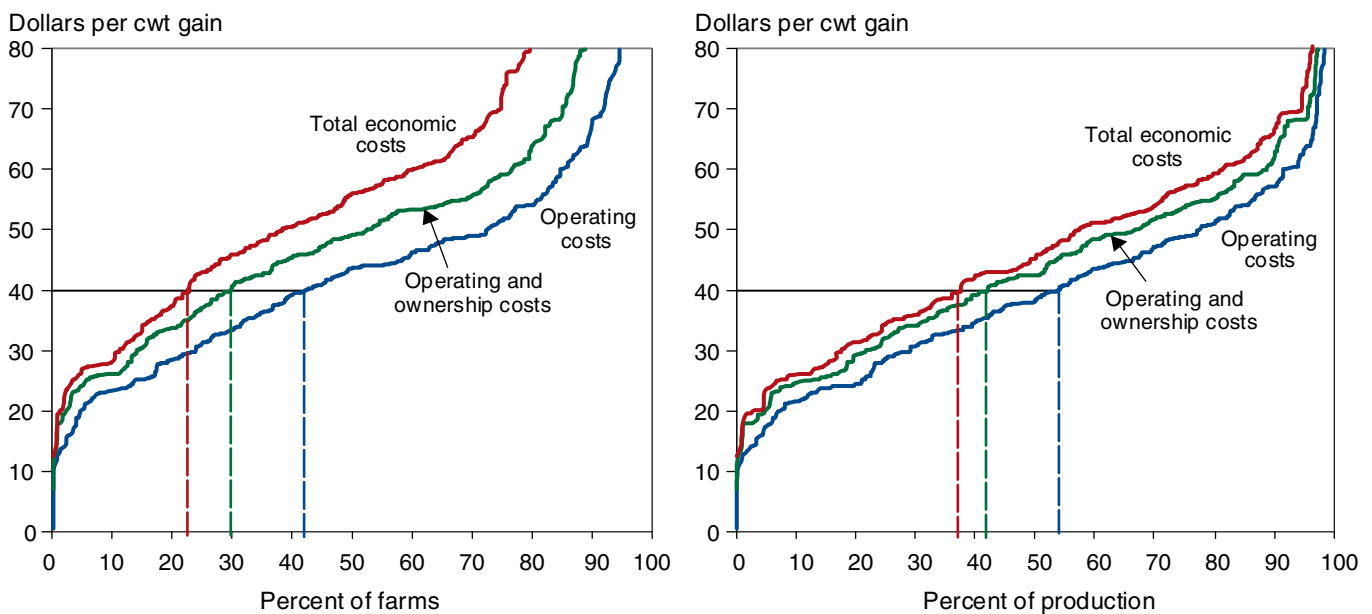 Dollars per cwt gain
80
70
60
50
40
30
20
10
0
Total economic
costs
Operating
costs
Operating and
ownership costs
0 10 20 30 40 50 60 70 80 90 100
Percent of farms
Dollars per cwt gain
80
70
60
50
40
30
20
10
0
Total economic
costs
Operating
costs
Operating and
ownership costs
0 10 20 30 40 50 60 70 80 90 100
Percent of production